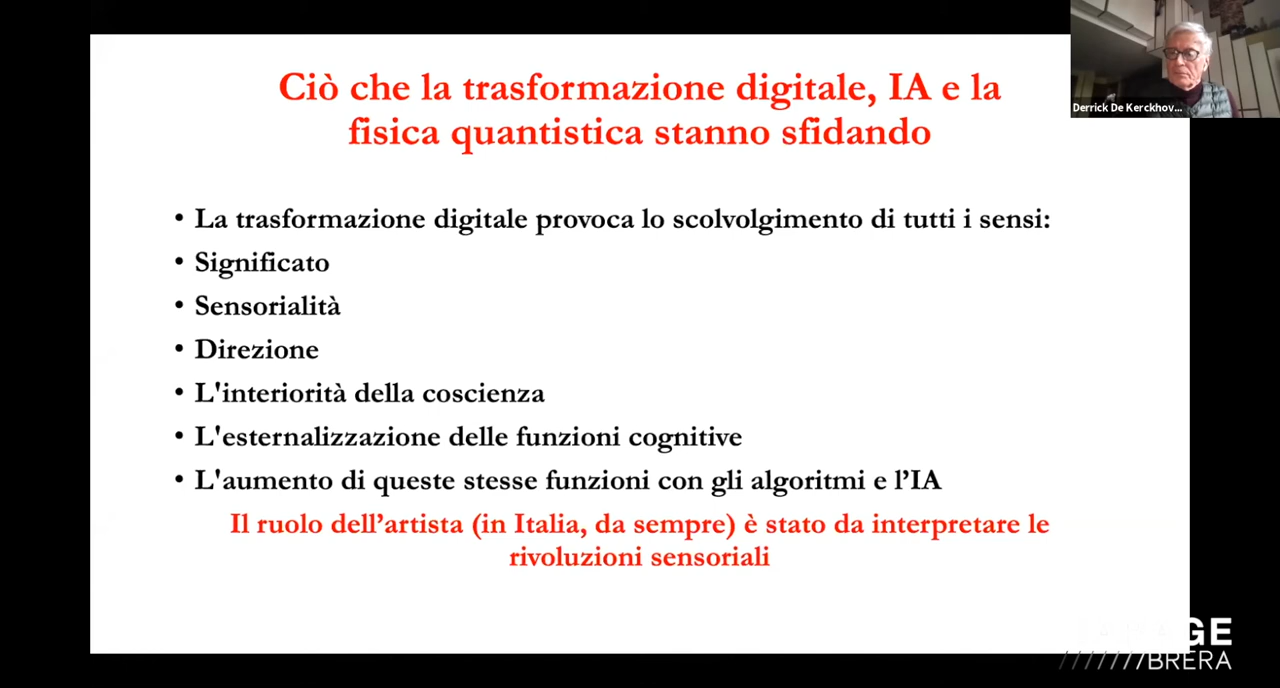 Derrick De Kerckhov...
Ciò che la trasformazione digitale, IA e la
fisica quantistica stanno sfidando
• La trasformazione digitale provoca lo scolvolgimento di tutti i sensi:
• Significato
• Sensorialità
• Direzione
• L'interiorità della coscienza
• L'esternalizzazione delle funzioni cognitive
• L'aumento di queste stesse funzioni con gli algoritmi e l’IA
Il ruolo dell’artista (in Italia, da sempre) è stato da interpretare le
rivoluzioni sensoriali
GE
///////BRERA